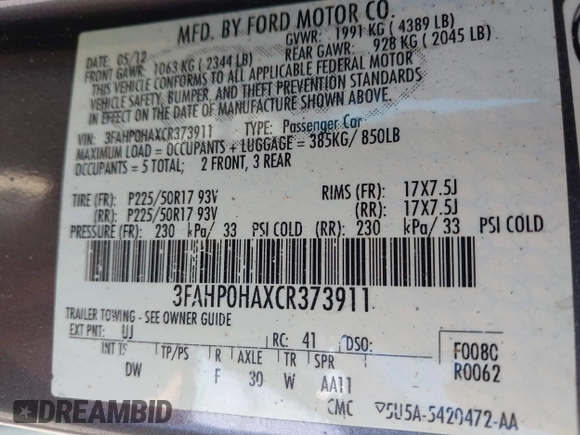 MFD. BY FORD MOTOR CO.
DATE: 05/12 GVWR: 1991 KG (4389 LB)
FRONT GAWR: 1063 KG (2344 LB) REAR GAWR: 928 KG (2045 LB)
THIS VEHICLE CONFORMS TO ALL APPLICABLE FEDERAL MOTOR
VEHICLE SAFETY, BUMPER, AND THEFT PREVENTION STANDARDS
IN EFFECT ON THE DATE OF MANUFACTURE SHOWN ABOVE.
VIN: 3FAHP0HAXCR373911 TYPE: Passenger Car
MAXIMUM LOAD = OCCUPANTS + LUGGAGE = 385KG/ 850LB
OCCUPANTS = 5 TOTAL; 2 FRONT, 3 REAR
TIRE (FR): P225/50R17 93V RIMS (FR): 17X7.5J
(RR): P225/50R17 93V (RR): 17X7.5J
PRESSURE (FR): 230 kPa/ 33 PSI COLD (RR): 230 kPa/ 33 PSI COLD
3FAHP0HAXCR373911
TRAILER TOWING - SEE OWNER GUIDE
EXT PNT: UJ RC: 41 DSO: F008C
R0062
INT TS TP/PS R AXLE TR SPR
DW F 30 W AA11
CMC 5U5A-5420472-AA
DREAMBID